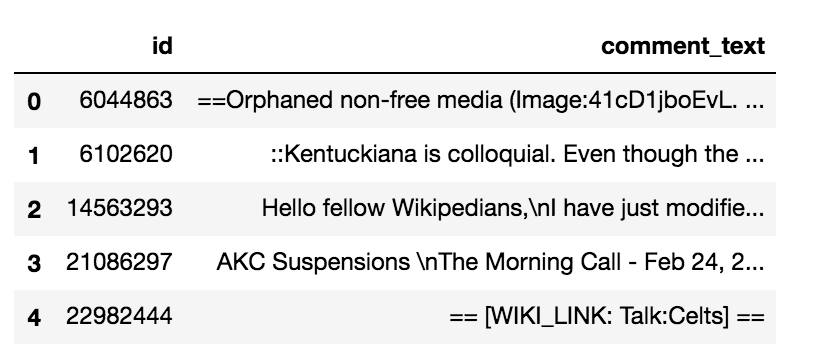 id comment_text
0 6044863 ==Orphaned non-free media (Image:41cD1jboEvL. ...
1 6102620 ::Kentuckiana is colloquial. Even though the ...
2 14563293 Hello fellow Wikipedians,\nI have just modifie...
3 21086297 AKC Suspensions \nThe Morning Call - Feb 24, 2...
4 22982444 == [WIKI_LINK: Talk:Celts] ==